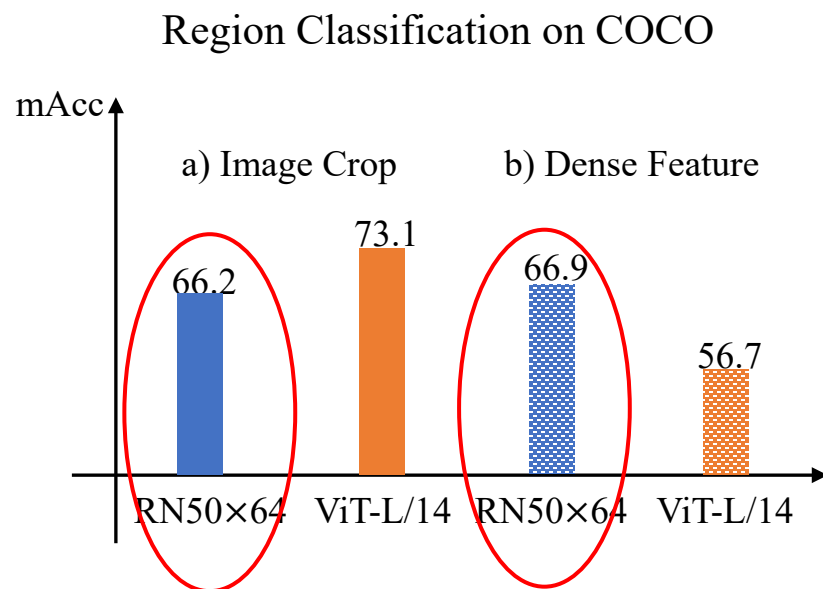 Region Classification on COCO
mAcc
a) Image Crop
b) Dense Feature
66.2
73.1
66.9
56.7
RN50×64
ViT-L/14
RN50×64
ViT-L/14